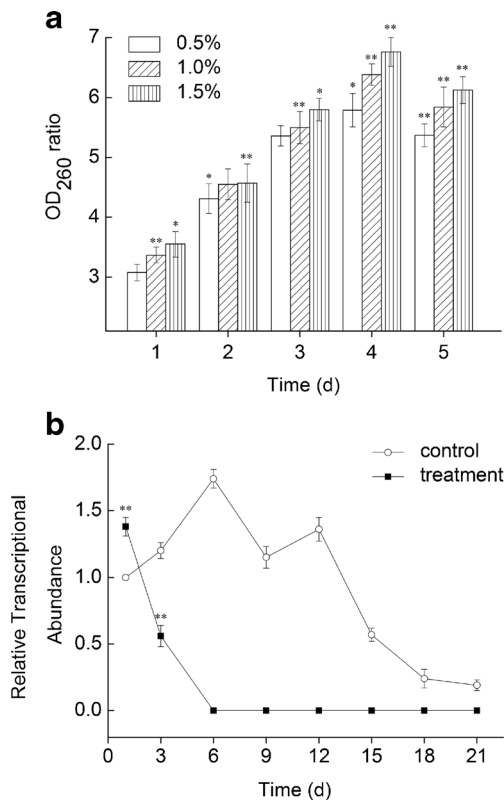 a
7
6
5
4
3
OD260 ratio
0.5%
1.0%
1.5%
** *
* **
** *
* ** **
** ** **
1 2 3 4 5
Time (d)
b
2.0
1.5
1.0
0.5
0.0
Relative Transcriptional
Abundance
control
treatment
**
**
0 3 6 9 12 15 18 21
Time (d)